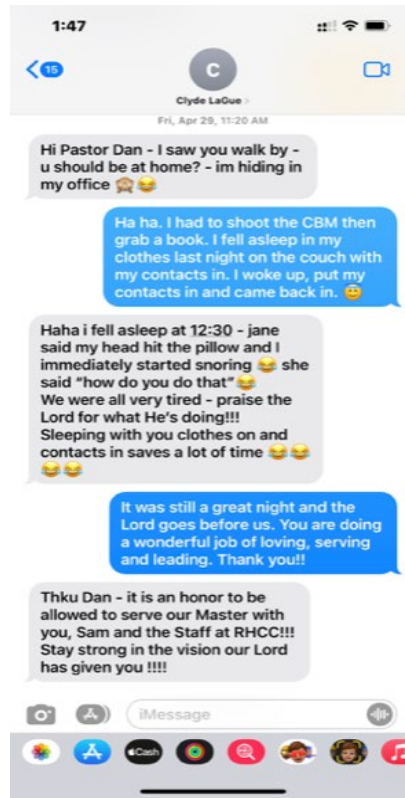 1:47
15
C
Clyde LaGue
Fri, Apr 29, 11:20 AM
Hi Pastor Dan - I saw you walk by -
u should be at home? - im hiding in
my office 🙈😂
Ha ha. I had to shoot the CBM then
grab a book. I fell asleep in my
clothes last night on the couch with
my contacts in. I woke up, put my
contacts in and came back in. 😇
Haha i fell asleep at 12:30 - jane
said my head hit the pillow and I
immediately started snoring 😂 she
said “how do you do that”😂
We were all very tired - praise the
Lord for what He’s doing!!!
Sleeping with you clothes on and
contacts in saves a lot of time 😂😂
😂😂
It was still a great night and the
Lord goes before us. You are doing
a wonderful job of loving, serving
and leading. Thank you!!
Thku Dan - it is an honor to be
allowed to serve our Master with
you, Sam and the Staff at RHCC!!!
Stay strong in the vision our Lord
has given you !!!!
iMessage
Cash